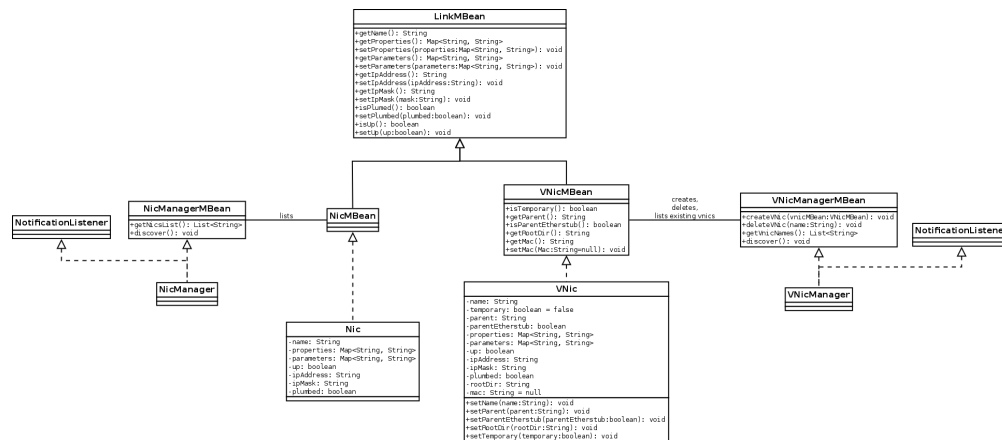 LinkMBean
+getName(): String
+getProperties(): Map<String, String>
+setProperties(properties:Map<String, String>): void
+getParameters(): Map<String, String>
+setParameters(parameters:Map<String, String>): void
+getIpAddress(): String
+setIpAddress(ipAddress:String): void
+getIpMask(): String
+setIpMask(mask:String): void
+isPlumed(): boolean
+setPlumbed(plumbed:boolean): void
+isUp(): boolean
+setUp(up:boolean): void
NotificationListener
NicManagerMBean
+getNicsList(): List<String>
+discover(): void
lists
NicMBean
VNicMBean
+isTemporary(): boolean
+getParent(): String
+isParentEtherstub(): boolean
+getRootDir(): String
+getMac(): String
+setMac(Mac:String=null): void
creates,
deletes,
lists existing vnics
VNicManagerMBean
+createVNic(vnicMBean:VNicMBean): void
+deleteVNic(name:String): void
+getVnicNames(): List<String>
+discover(): void
NotificationListener
NicManager
VNicManager
Nic
-name: String
-properties: Map<String, String>
-parameters: Map<String, String>
-up: boolean
-ipAddress: String
-ipMask: String
-plumbed: boolean
VNic
-name: String
-temporary: boolean = false
-parent: String
-parentEtherstub: boolean
-properties: Map<String, String>
-parameters: Map<String, String>
-up: boolean
-ipAddress: String
-ipMask: String
-plumbed: boolean
-rootDir: String
-mac: String = null
+setName(name:String): void
+setParent(parent:String): void
+setParentEtherstub(parentEtherstub:boolean): void
+setRootDir(rootDir:String): void
+setTemporary(temporary:boolean): void